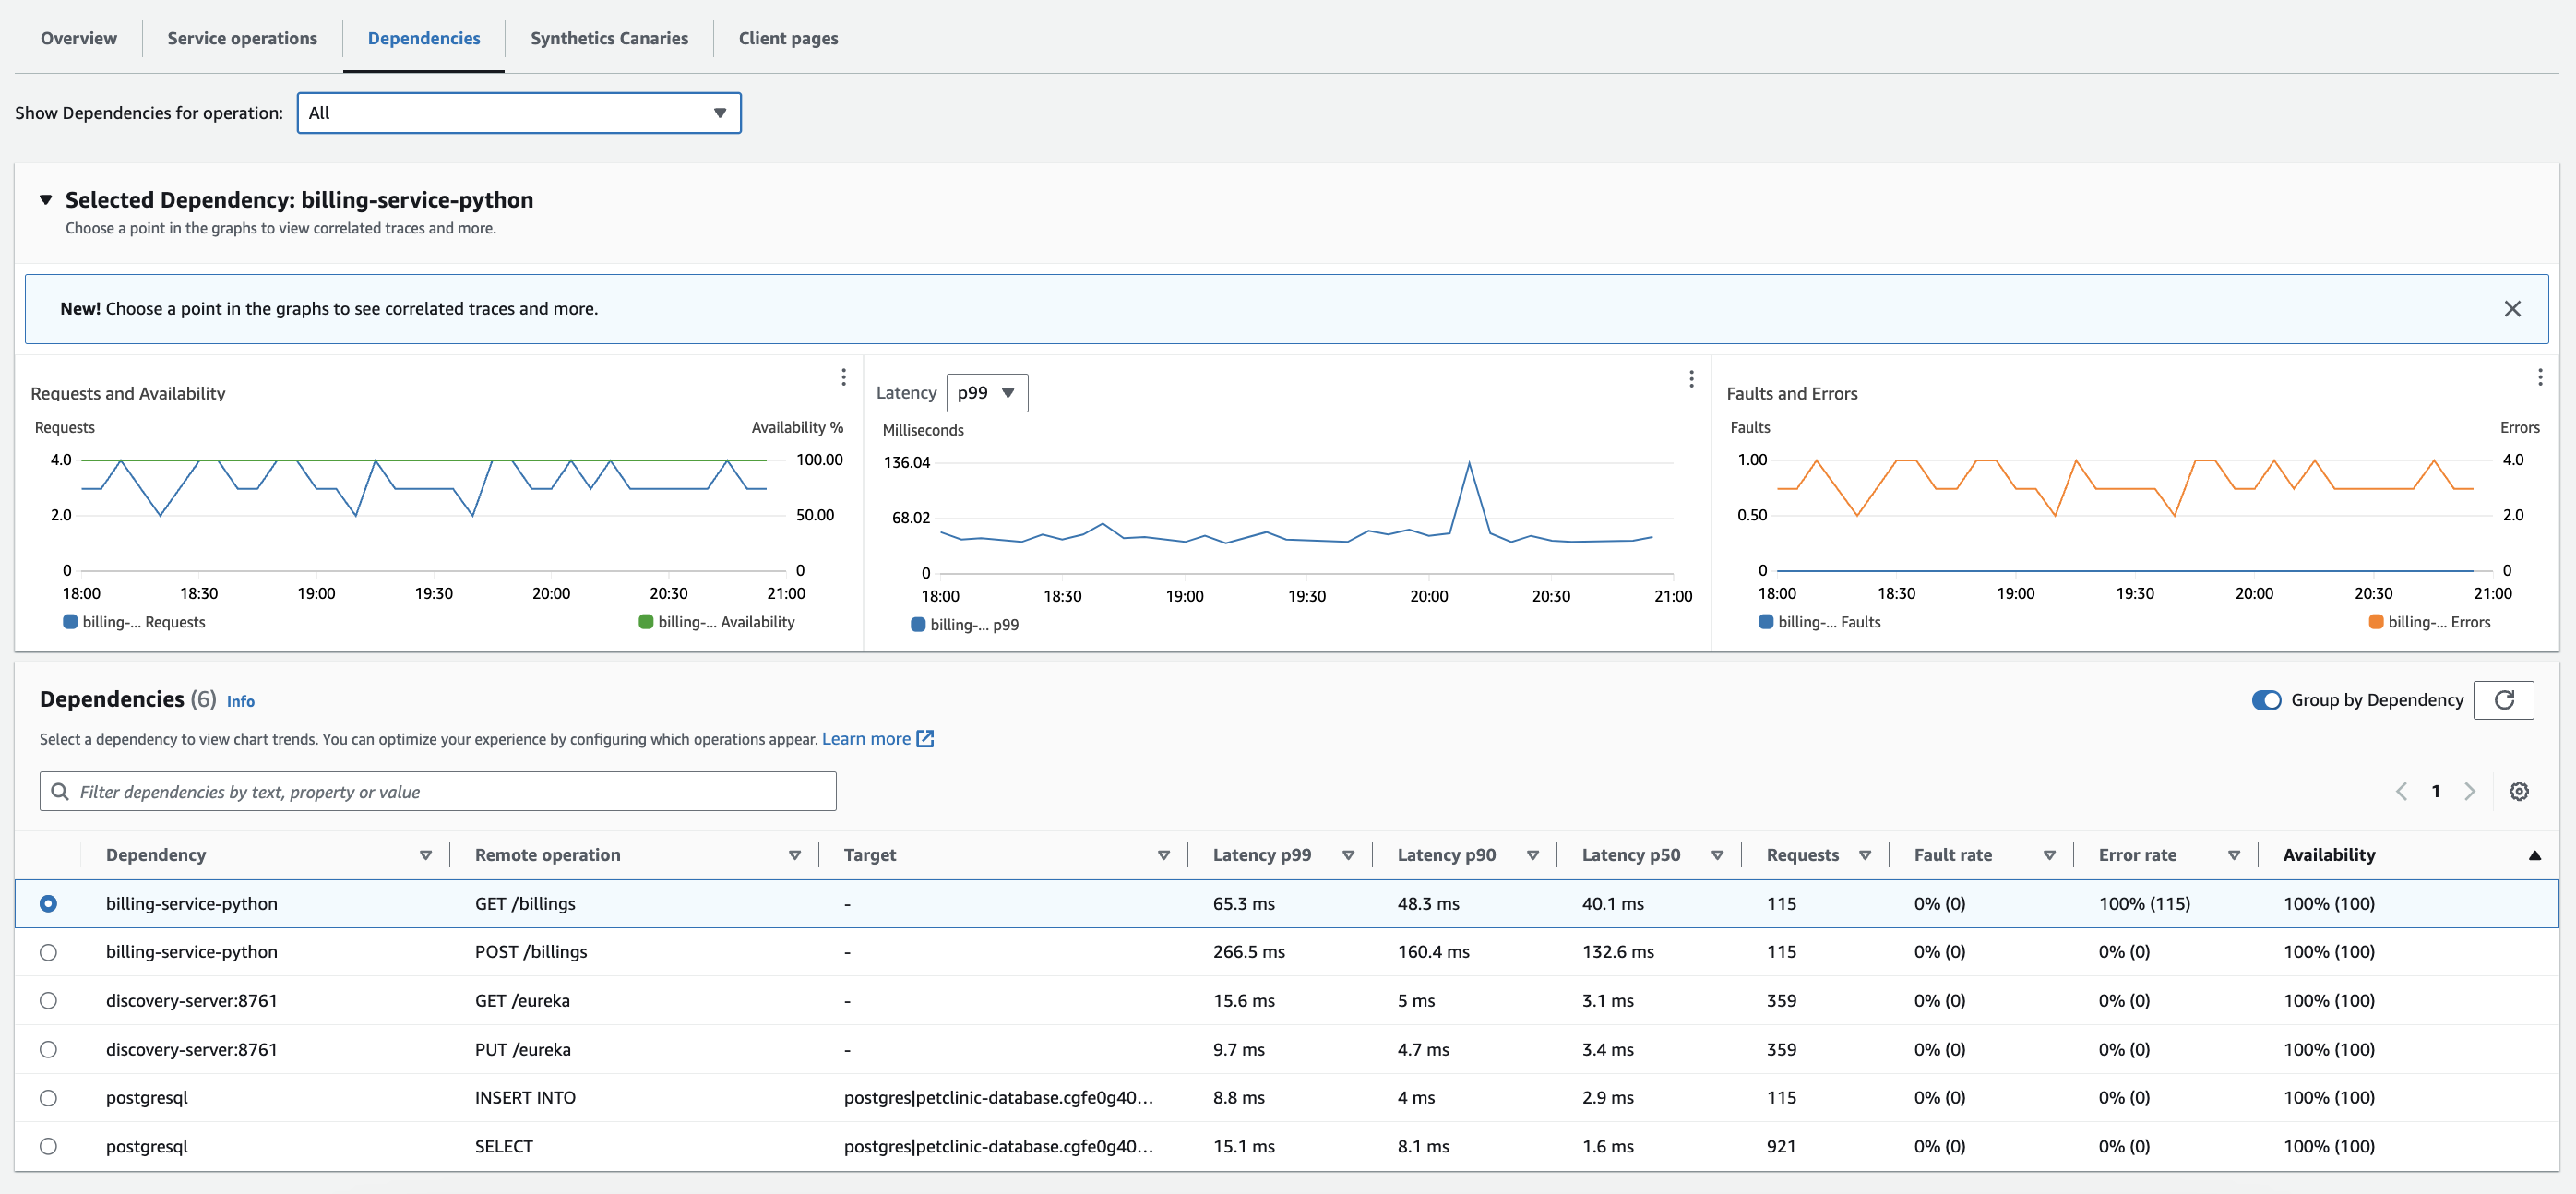 Overview Service operations Dependencies Synthetics Canaries Client pages
Show Dependencies for operation: All
Selected Dependency: billing-service-python
Choose a point in the graphs to view correlated traces and more.
New! Choose a point in the graphs to see correlated traces and more.
Requests and Availability
Requests Availability %
4.0 100.00
2.0 50.00
0 0
18:00 18:30 19:00 19:30 20:00 20:30 21:00
billing-... Requests billing-... Availability
Latency p99
Milliseconds
136.04
68.02
0
18:00 18:30 19:00 19:30 20:00 20:30 21:00
billing-... p99
Faults and Errors
Faults Errors
1.00 4.0
0.50 2.0
0 0
18:00 18:30 19:00 19:30 20:00 20:30 21:00
billing-... Faults billing-... Errors
Dependencies (6) Info
Group by Dependency
Select a dependency to view chart trends. You can optimize your experience by configuring which operations appear. Learn more
Filter dependencies by text, property or value
1
Dependency Remote operation Target Latency p99 Latency p90 Latency p50 Requests Fault rate Error rate Availability
billing-service-python GET /billings - 65.3 ms 48.3 ms 40.1 ms 115 0% (0) 100% (115) 100% (100)
billing-service-python POST /billings - 266.5 ms 160.4 ms 132.6 ms 115 0% (0) 0% (0) 100% (100)
discovery-server:8761 GET /eureka - 15.6 ms 5 ms 3.1 ms 359 0% (0) 0% (0) 100% (100)
discovery-server:8761 PUT /eureka - 9.7 ms 4.7 ms 3.4 ms 359 0% (0) 0% (0) 100% (100)
postgresql INSERT INTO postgres|petclinic-database.cgfe0g40... 8.8 ms 4 ms 2.9 ms 115 0% (0) 0% (0) 100% (100)
postgresql SELECT postgres|petclinic-database.cgfe0g40... 15.1 ms 8.1 ms 1.6 ms 921 0% (0) 0% (0) 100% (100)